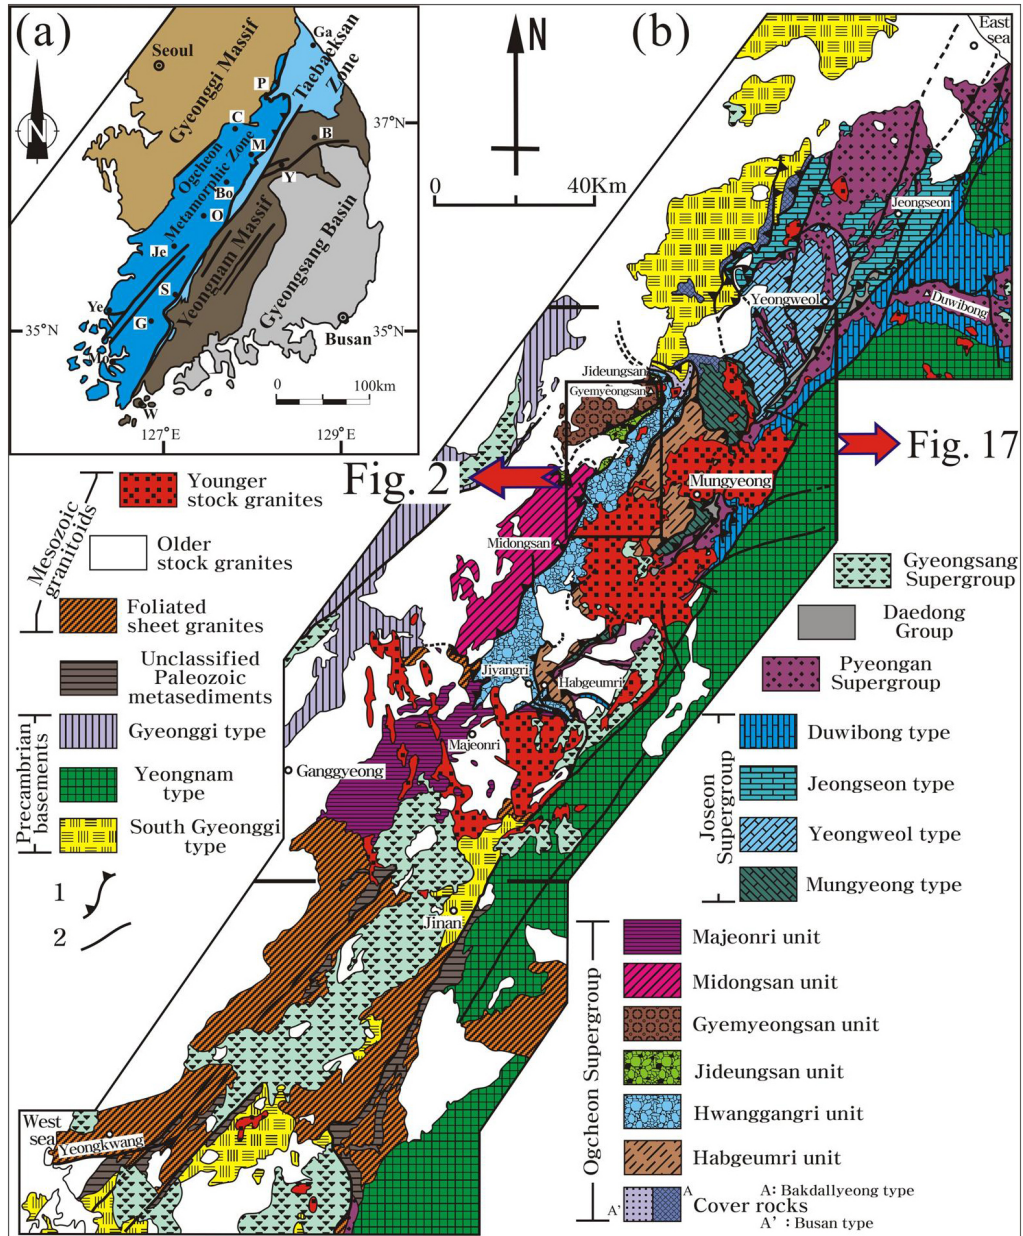 (a)
Seoul
Gyeonggi Massif
Ga
Taebaeksan
Zone
P
C
37°N
B
M
Ogcheon
Metamorphic Zone
Y
Bo
O
Je
Yeongnam Massif
Gyeongsang Basin
S
Ye
G
35°N
35°N
Busan
Mo
W
0
100km
127°E
129°E
N
N
0
40Km
(b)
East
sea
Jeongseon
Yeongweol
Duwibong
Jideungsan
Gyemyeongsan
Fig. 2
Fig. 17
Mungyeong
Midongsan
Jiyangri
Habgeumri
Majeonri
Ganggyeong
Jinan
West
sea
Yeongkwang
Mesozoic
granitoids
Younger
stock granites
Older
stock granites
Foliated
sheet granites
Unclassified
Paleozoic
metasediments
Precambrian
basements
Gyeonggi type
Yeongnam
type
South Gyeonggi
type
1
2
Gyeongsang
Supergroup
Daedong
Group
Pyeongan
Supergroup
Joseon
Supergroup
Duwibong type
Jeongseon type
Yeongweol type
Mungyeong type
Ogcheon Supergroup
Majeonri unit
Midongsan unit
Gyemyeongsan unit
Jideungsan unit
Hwanggangri unit
Habgeumri unit
A'
A
Cover rocks
A: Bakdallyeong type
A' : Busan type